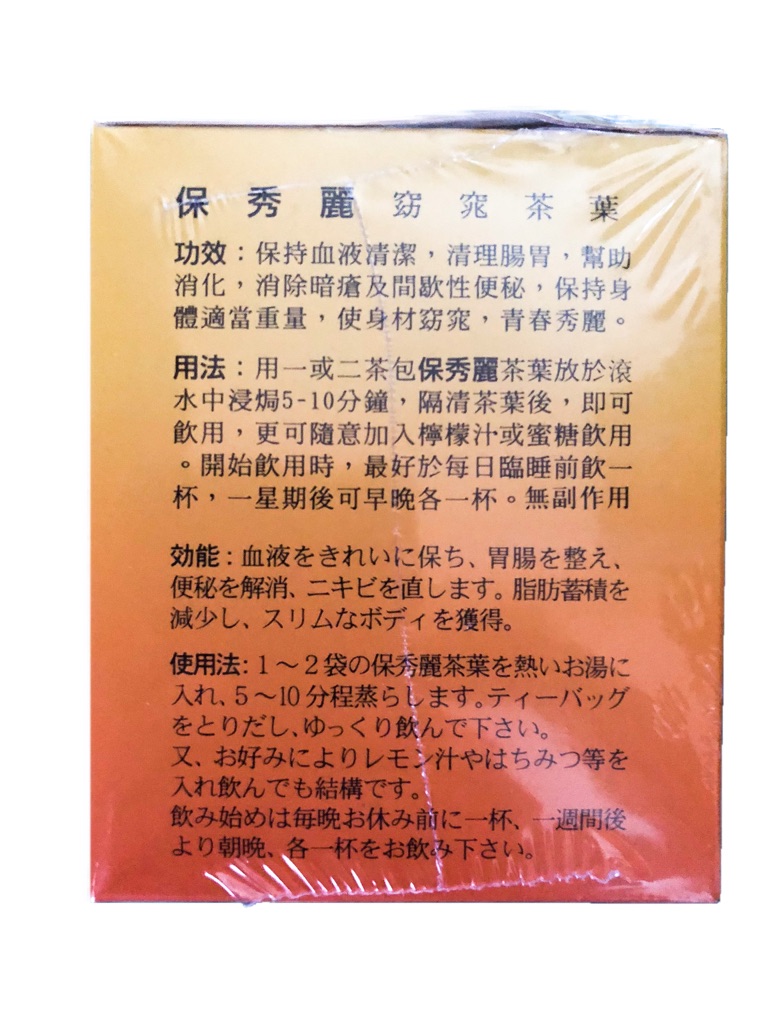 保秀麗 窈窕茶葉
功效：保持血液清潔，清理腸胃，幫助
消化，消除暗瘡及間歇性便秘，保持身
體適當重量，使身材窈窕，青春秀麗。
用法：用一或二茶包保秀麗茶葉放於滾
水中浸焗5-10分鐘，隔清茶葉後，即可
飲用，更可隨意加入檸檬汁或蜜糖飲用
。開始飲用時，最好於每日臨睡前飲一
杯，一星期後可早晚各一杯。無副作用
効能：血液をきれいに保ち、胃腸を整え、
便秘を解消、ニキビを直します。脂肪蓄積を
減少し、スリムなボディを獲得。
使用法：1～2袋の保秀麗茶葉を熱いお湯に
入れ、5～10分程蒸らします。ティーバッグ
をとりだし、ゆっくり飲んで下さい。
又、お好みによりレモン汁やはちみつ等を
入れ飲んでも結構です。
飲み始めは毎晩お休み前に一杯、一週間後
より朝晩、各一杯をお飲み下さい。